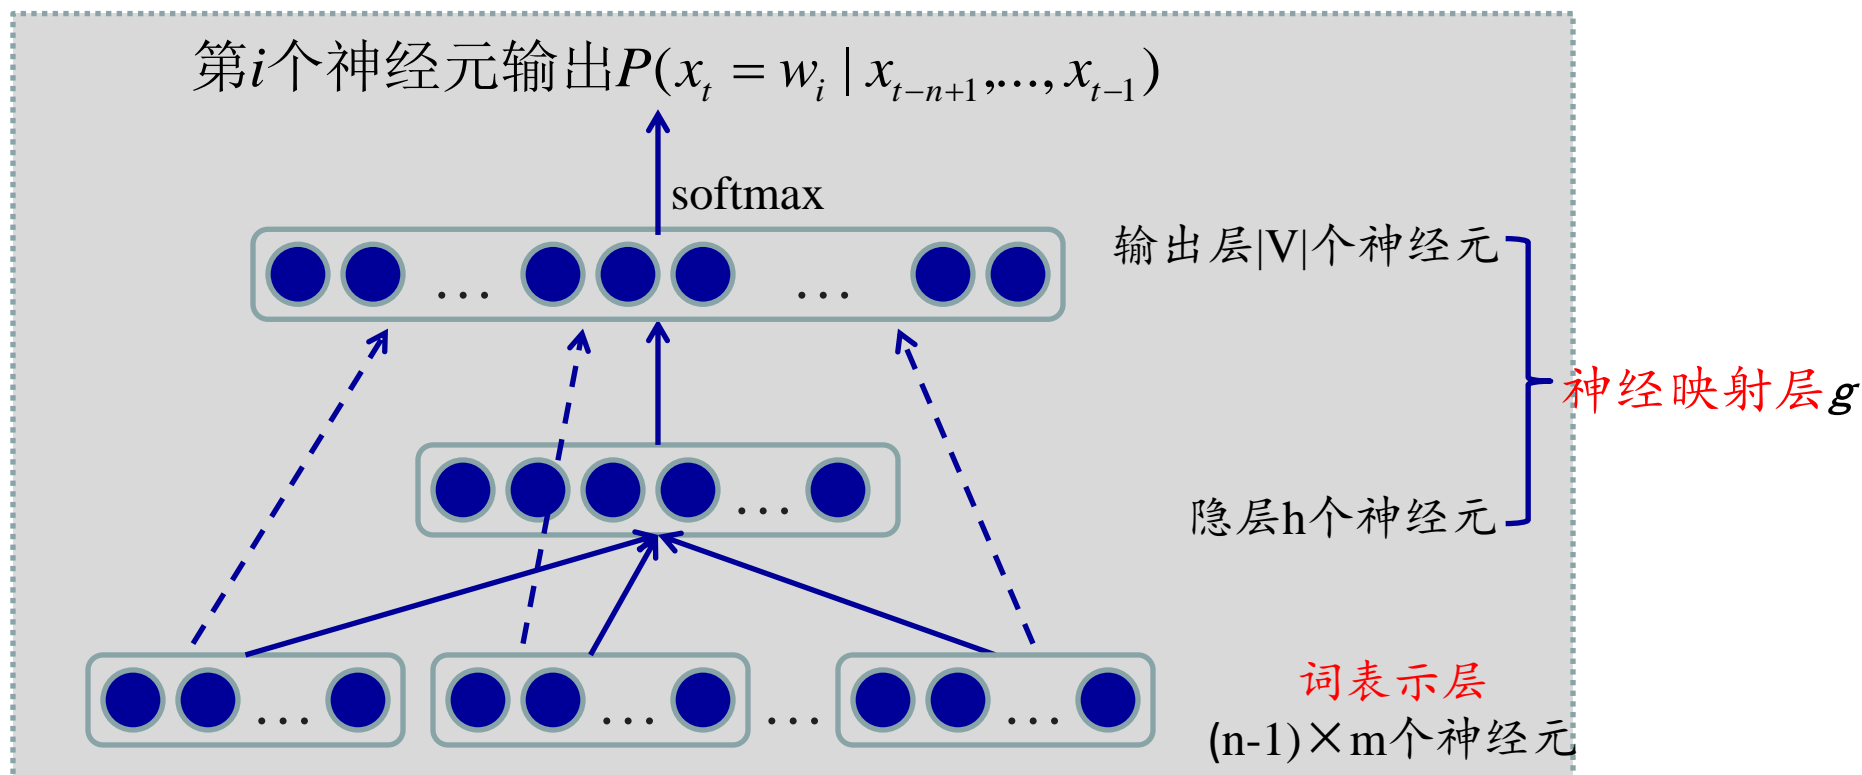 第i个神经元输出P(x_t = w_i | x_{t-n+1},..., x_{t-1})
softmax
输出层|V|个神经元
...
...
神经映射层g
隐层h个神经元
...
词表示层
... ... ... ...
(n-1)×m个神经元